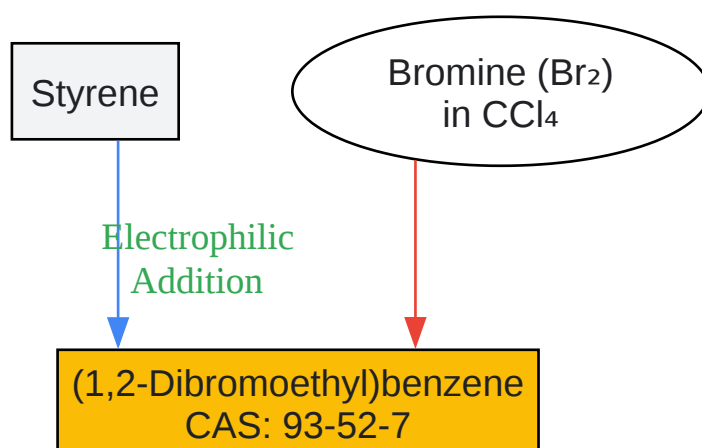 Styrene
Bromine (Br₂)
in CCl₄
Electrophilic
Addition
(1,2-Dibromoethyl)benzene
CAS: 93-52-7